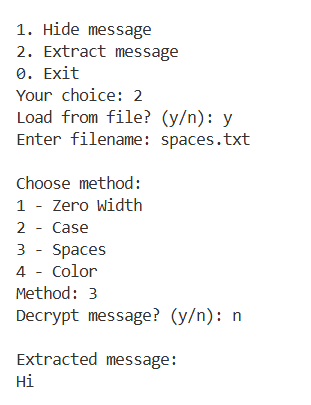 1. Hide message
2. Extract message
0. Exit
Your choice: 2
Load from file? (y/n): y
Enter filename: spaces.txt
Choose method:
1 - Zero Width
2 - Case
3 - Spaces
4 - Color
Method: 3
Decrypt message? (y/n): n
Extracted message:
Hi